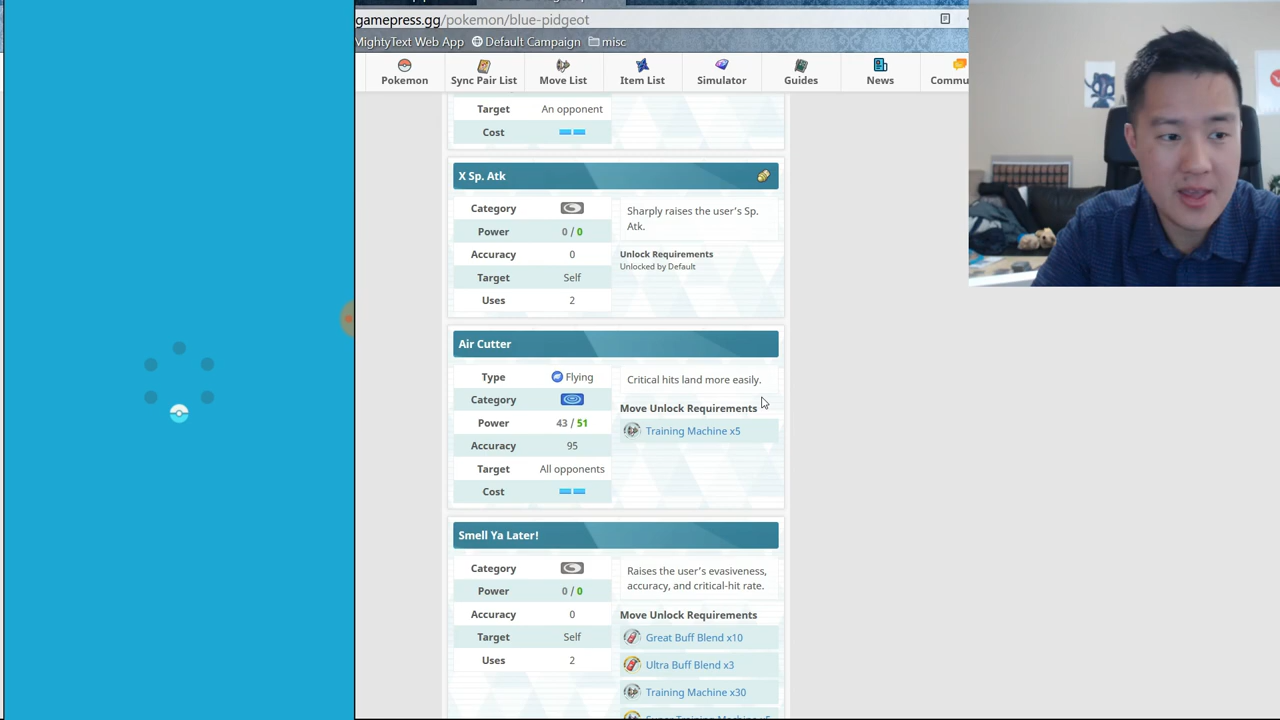 gamepress.gg/pokemon/blue-pidgeot
MightyText Web App Default Campaign misc
Pokemon Sync Pair List Move List Item List Simulator Guides News Commu
Target An opponent
Cost
X Sp. Atk
Category
Power 0 / 0
Accuracy 0
Target Self
Uses 2
Sharply raises the user's Sp.
Atk.
Unlock Requirements
Unlocked by Default
Air Cutter
Type Flying
Category
Power 43 / 51
Accuracy 95
Target All opponents
Cost
Critical hits land more easily.
Move Unlock Requirements
Training Machine x5
Smell Ya Later!
Category
Power 0 / 0
Accuracy 0
Target Self
Uses 2
Raises the user's evasiveness,
accuracy, and critical-hit rate.
Move Unlock Requirements
Great Buff Blend x10
Ultra Buff Blend x3
Training Machine x30
Super Training Machine x5